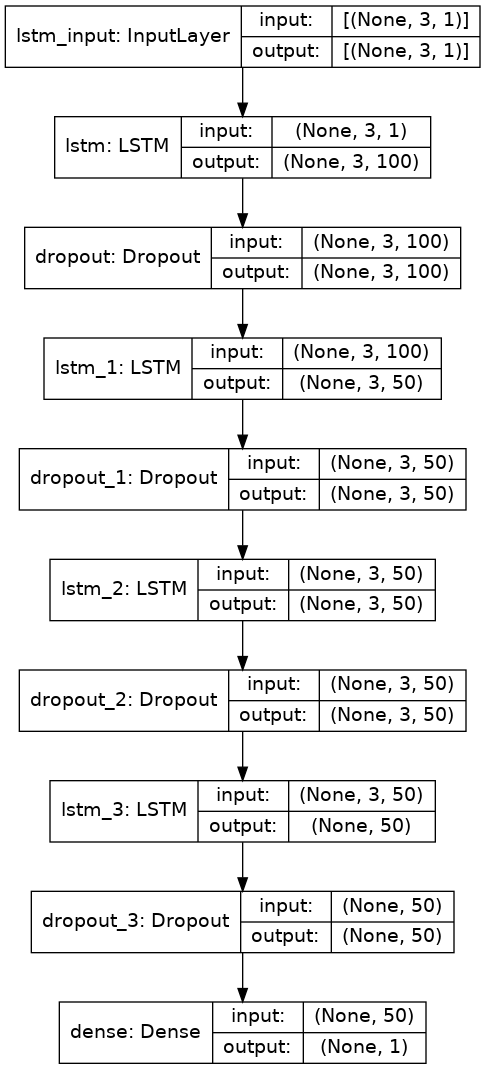 lstm_input: InputLayer
input: [(None, 3, 1)]
output: [(None, 3, 1)]
lstm: LSTM
input: (None, 3, 1)
output: (None, 3, 100)
dropout: Dropout
input: (None, 3, 100)
output: (None, 3, 100)
lstm_1: LSTM
input: (None, 3, 100)
output: (None, 3, 50)
dropout_1: Dropout
input: (None, 3, 50)
output: (None, 3, 50)
lstm_2: LSTM
input: (None, 3, 50)
output: (None, 3, 50)
dropout_2: Dropout
input: (None, 3, 50)
output: (None, 3, 50)
lstm_3: LSTM
input: (None, 3, 50)
output: (None, 50)
dropout_3: Dropout
input: (None, 50)
output: (None, 50)
dense: Dense
input: (None, 50)
output: (None, 1)